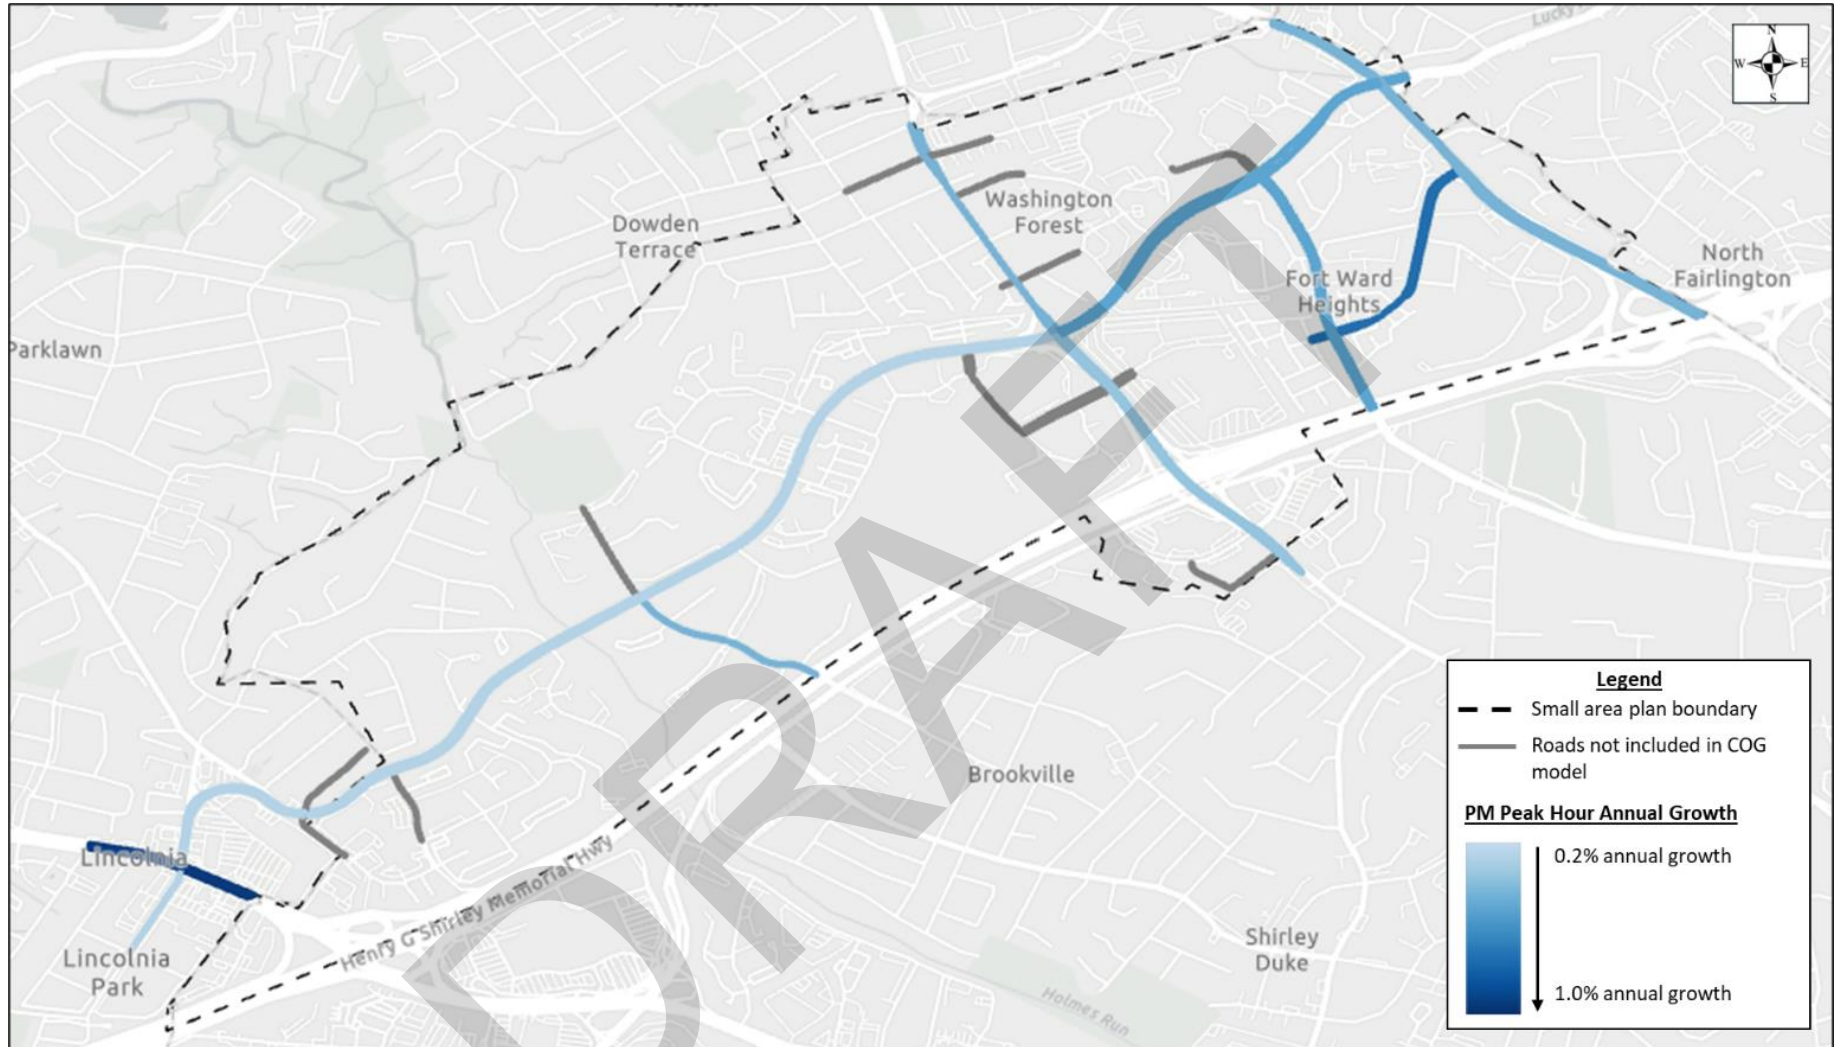 Lucky
N
W
E
S
Washington
Forest
Dowden
Terrace
North
Fairlington
Fort Ward
Heights
Parklawn
DRAFT
Brookville
Lincolnia
Henry G Shirley Memorial Hwy
Lincolnia
Park
Shirley
Duke
Holmes Run
Legend
Small area plan boundary
Roads not included in COG
model
PM Peak Hour Annual Growth
0.2% annual growth
1.0% annual growth